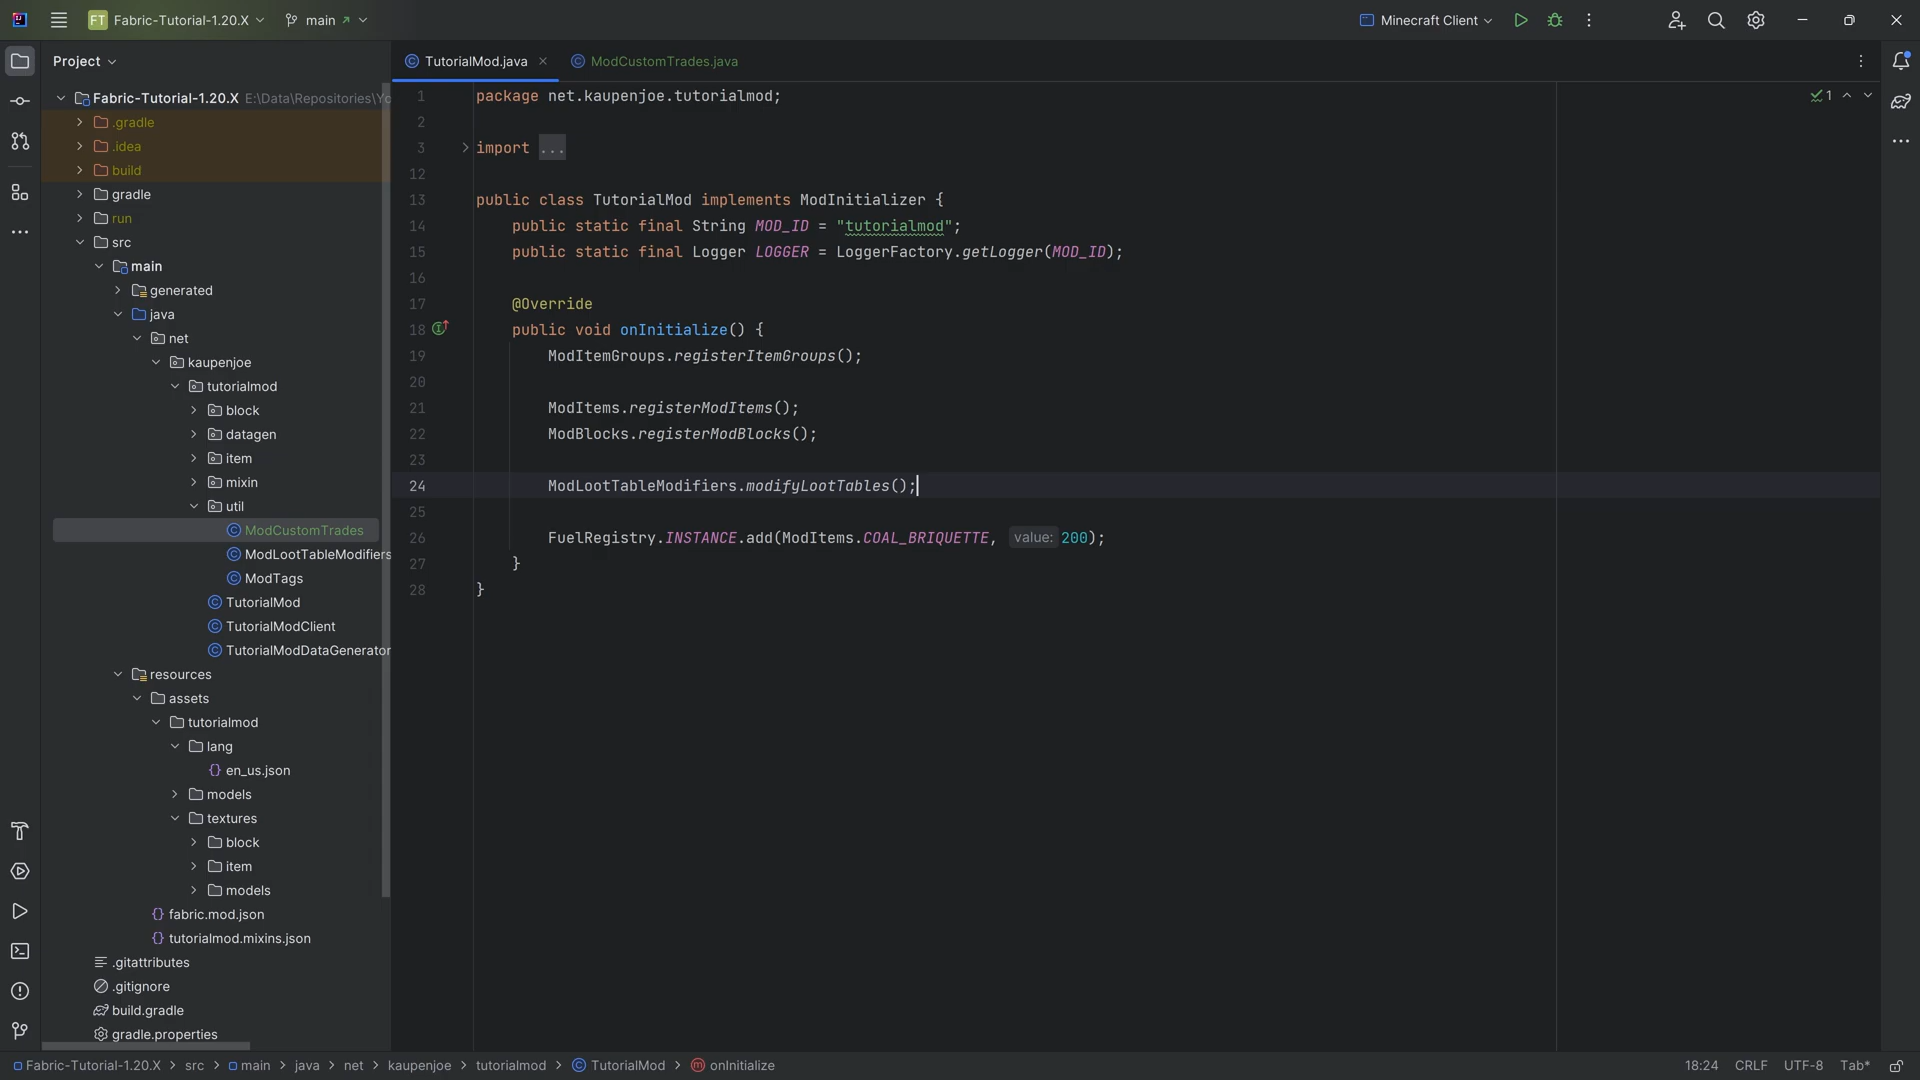 FT Fabric-Tutorial-1.20.X
main
Minecraft Client
Project
TutorialMod.java
ModCustomTrades.java
Fabric-Tutorial-1.20.X E:\Data\Repositories\Yo
.gradle
.idea
build
gradle
run
src
main
generated
java
net
kaupenjoe
tutorialmod
block
datagen
item
mixin
util
ModCustomTrades
ModLootTableModifiers
ModTags
TutorialMod
TutorialModClient
TutorialModDataGenerator
resources
assets
tutorialmod
lang
en_us.json
models
textures
block
item
models
fabric.mod.json
tutorialmod.mixins.json
.gitattributes
.gitignore
build.gradle
gradle.properties
1 package net.kaupenjoe.tutorialmod;
2
3 import ...
12
13 public class TutorialMod implements ModInitializer {
14 public static final String MOD_ID = "tutorialmod";
15 public static final Logger LOGGER = LoggerFactory.getLogger(MOD_ID);
16
17 @Override
18 public void onInitialize() {
19 ModItemGroups.registerItemGroups();
20
21 ModItems.registerModItems();
22 ModBlocks.registerModBlocks();
23
24 ModLootTableModifiers.modifyLootTables();
25
26 FuelRegistry.INSTANCE.add(ModItems.COAL_BRIQUETTE, value: 200);
27 }
28 }
1
Fabric-Tutorial-1.20.X > src > main > java > net > kaupenjoe > tutorialmod > TutorialMod > onInitialize
18:24 CRLF UTF-8 Tab*